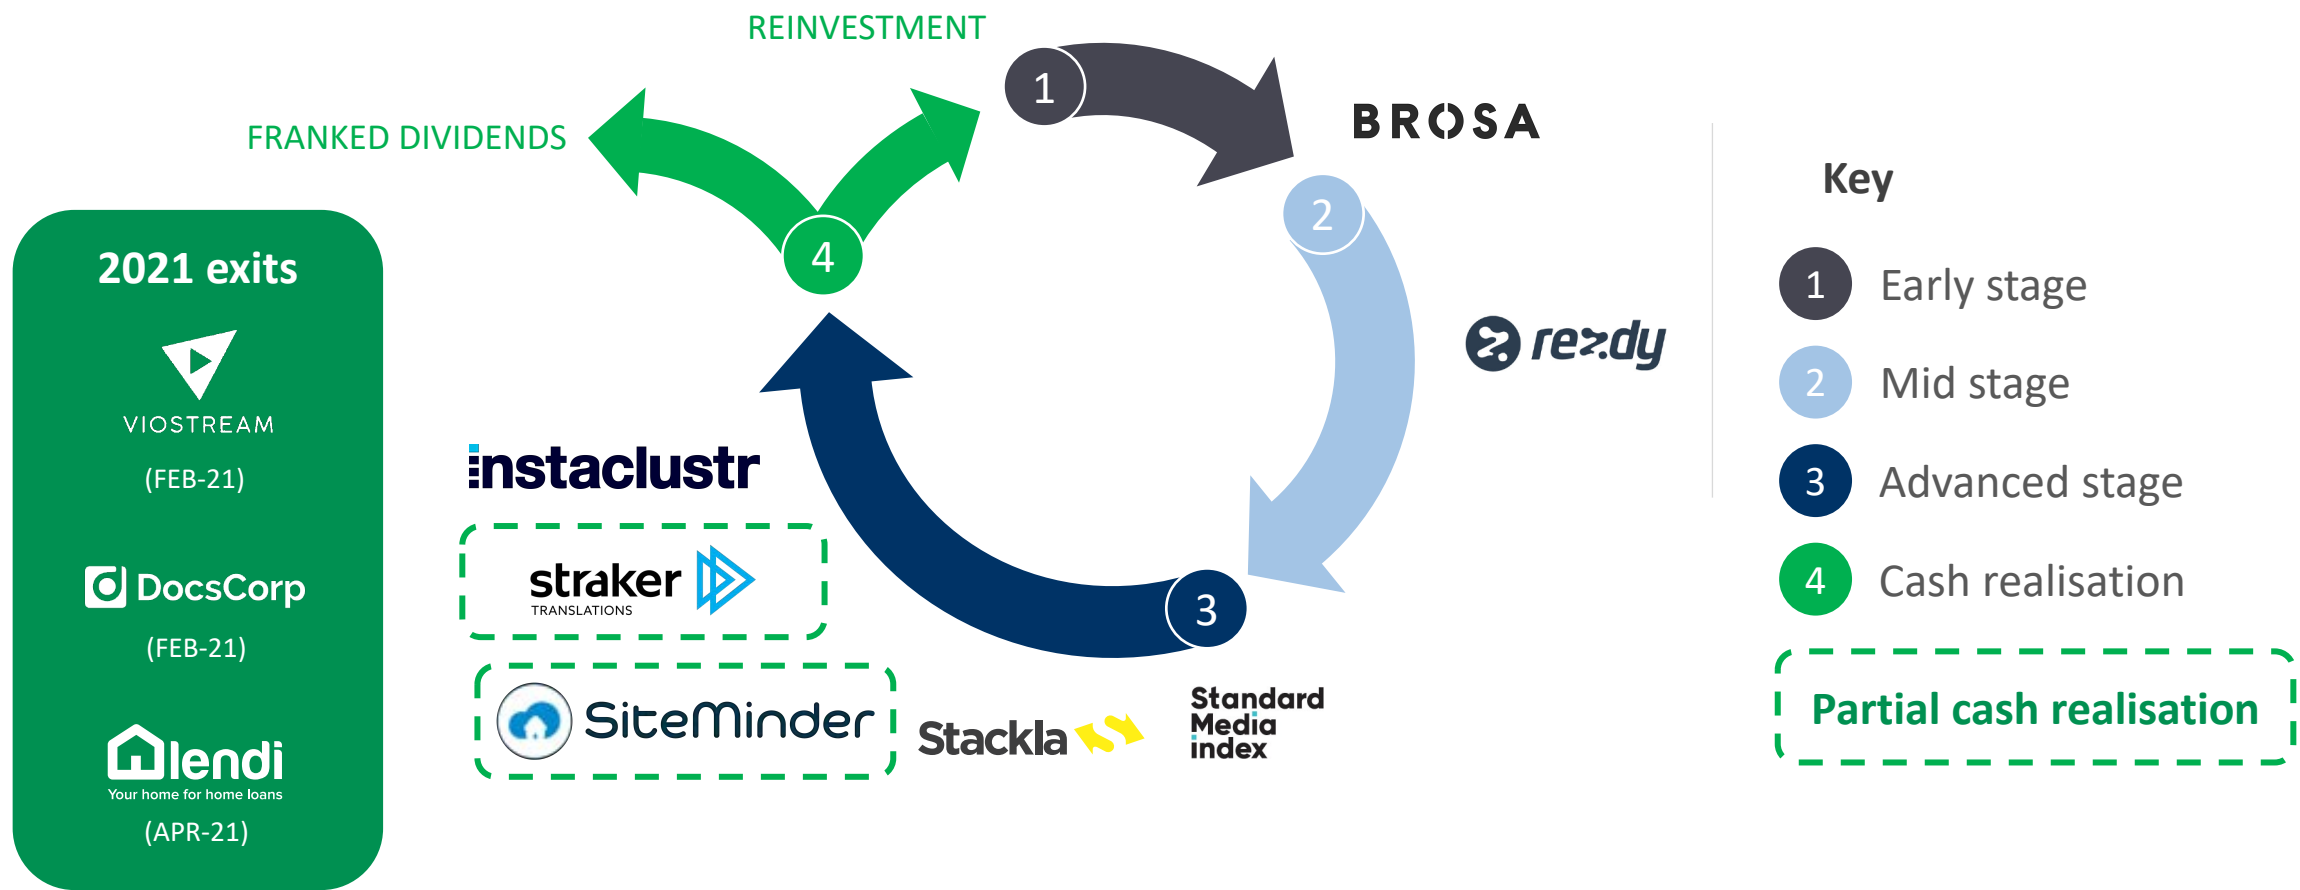 REINVESTMENT
FRANKED DIVIDENDS
1
2
3
4
BROSA
rezdy
instaclustr
straker
TRANSLATIONS
SiteMinder
Stackla
Standard
Media
index
2021 exits
VIOSTREAM
(FEB-21)
DocsCorp
(FEB-21)
lendi
Your home for home loans
(APR-21)
Key
1 Early stage
2 Mid stage
3 Advanced stage
4 Cash realisation
Partial cash realisation